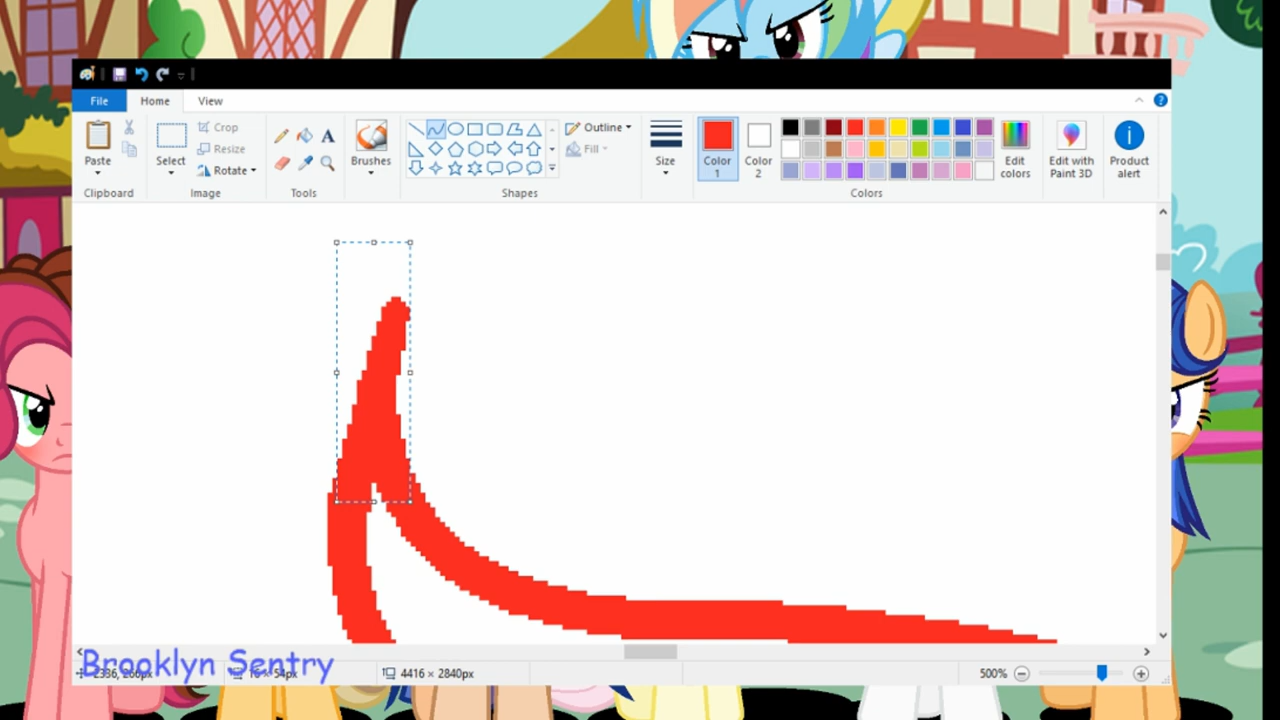 File Home View
Crop
Resize
Rotate
Paste
Select
Brushes
Outline
Fill
Size
Color
1
Color
2
Edit
colors
Edit with
Paint 3D
Product
alert
Clipboard
Image
Tools
Shapes
Colors
A
Brooklyn Sentry
4416 × 2840px
500%